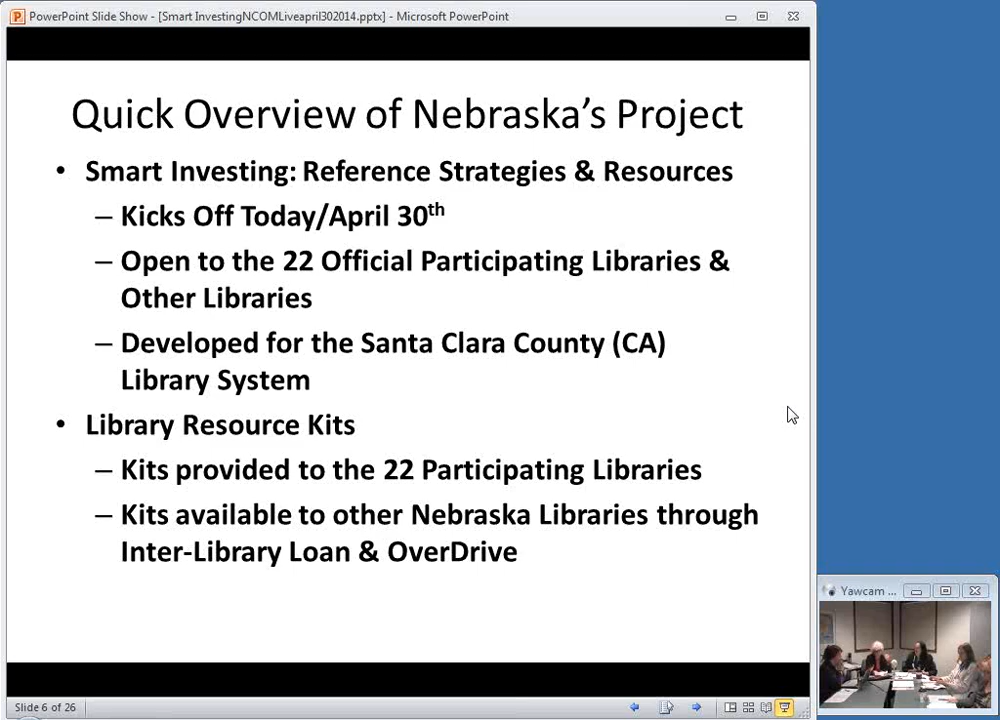 PowerPoint Slide Show - [Smart InvestingNCOMLiveapril302014.pptx] - Microsoft PowerPoint
Quick Overview of Nebraska's Project
• Smart Investing: Reference Strategies & Resources
– Kicks Off Today/April 30th
– Open to the 22 Official Participating Libraries &
Other Libraries
– Developed for the Santa Clara County (CA)
Library System
• Library Resource Kits
– Kits provided to the 22 Participating Libraries
– Kits available to other Nebraska Libraries through
Inter-Library Loan & OverDrive
Yawcam ...
Slide 6 of 26